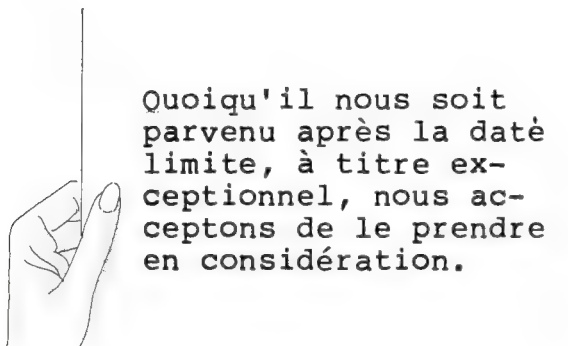 Quoiqu'il nous soit
parvenu après la datė
limite, à titre ex-
ceptionnel, nous ac-
ceptons de le prendre
en considération.